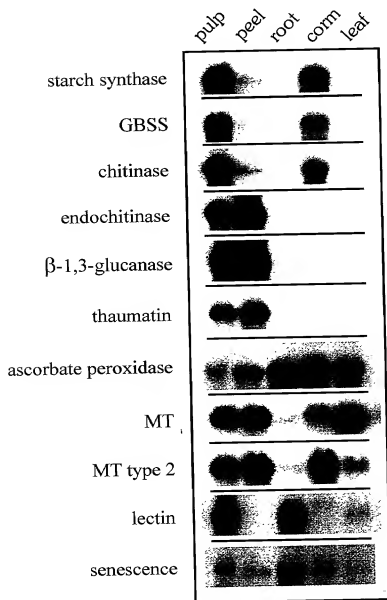 pulp peel root corm leaf
starch synthase
GBSS
chitinase
endochitinase
β-1,3-glucanase
thaumatin
ascorbate peroxidase
MT
MT type 2
lectin
senescence